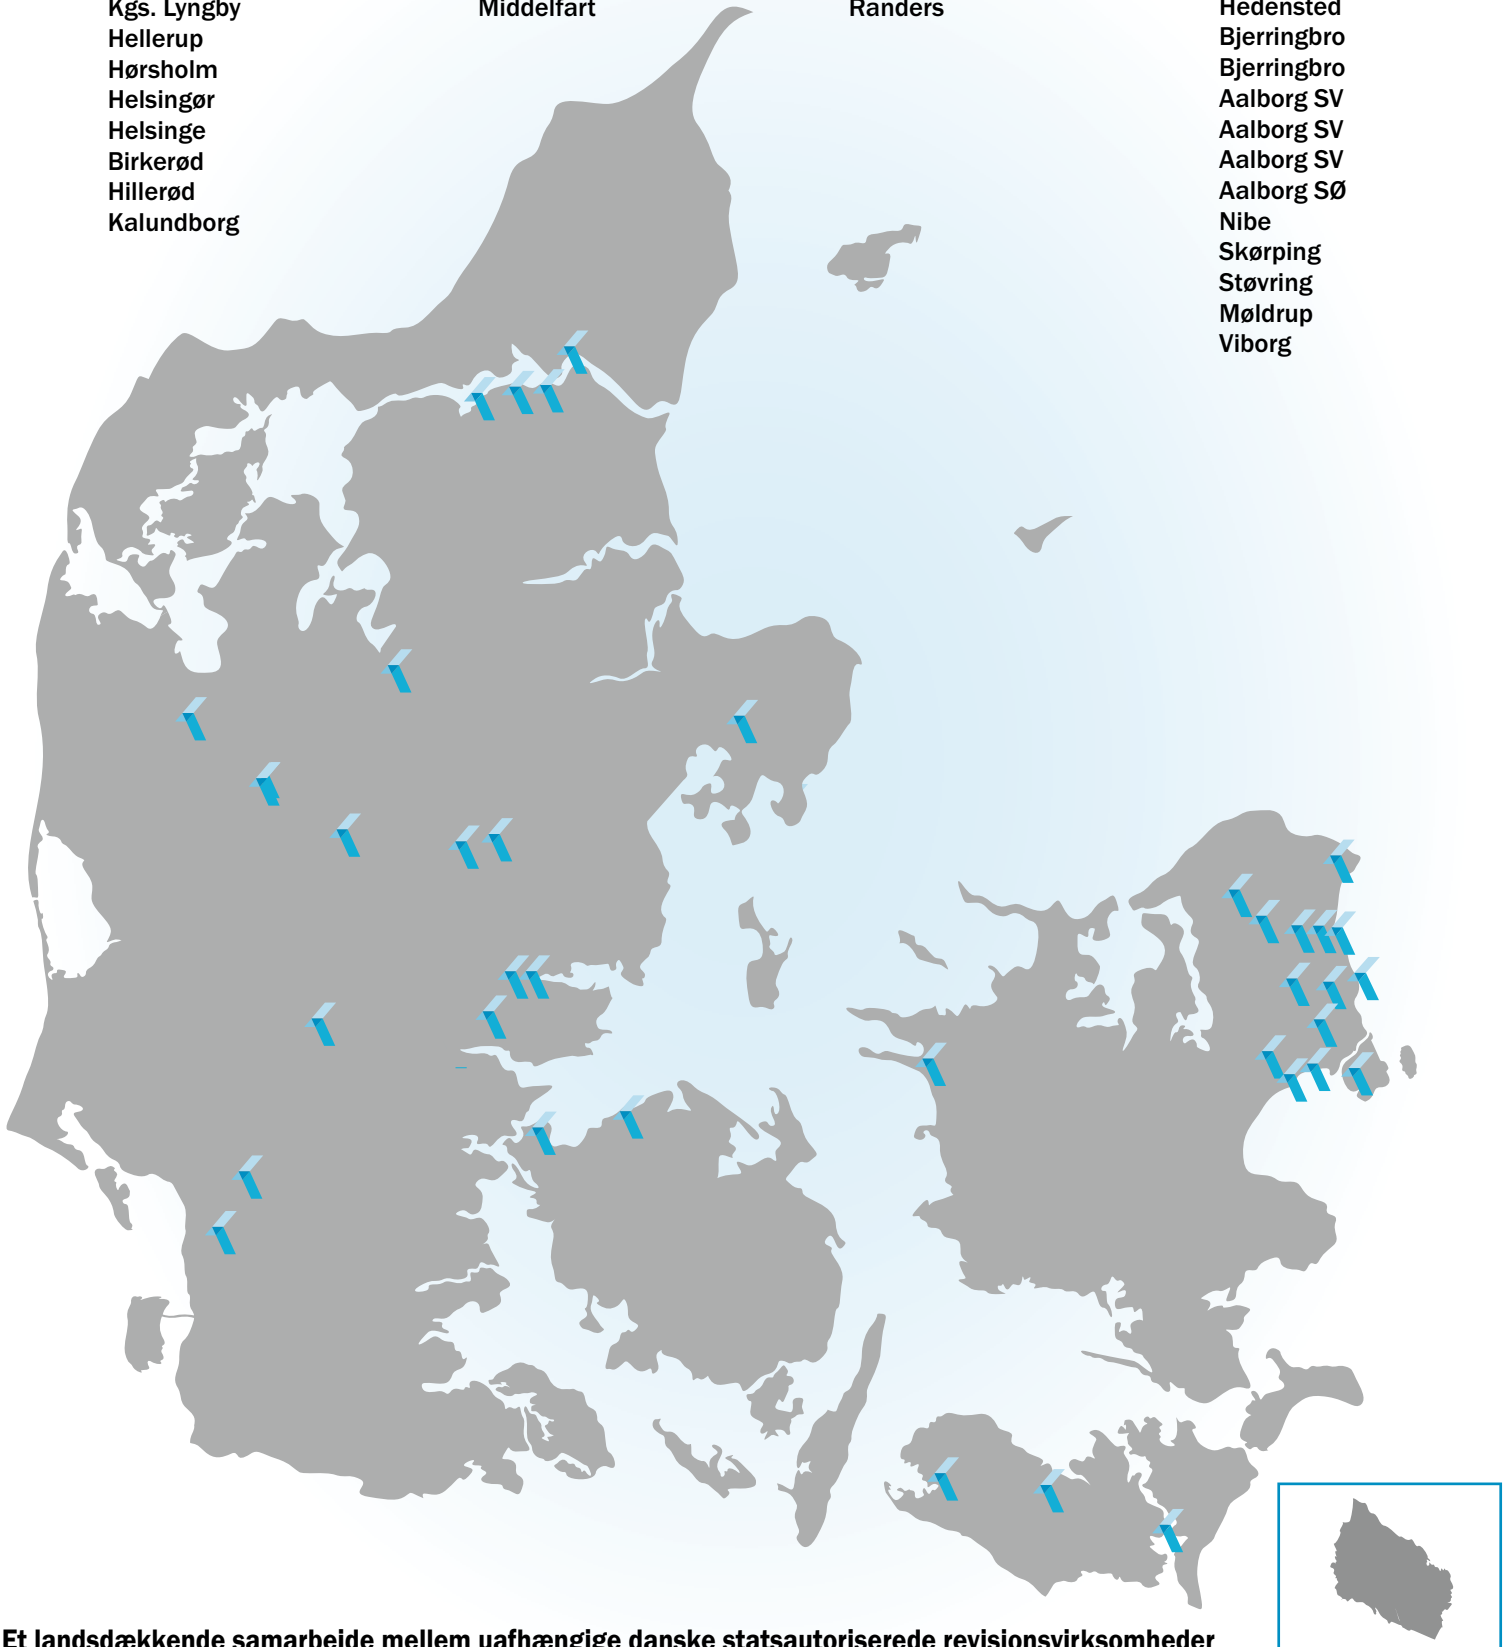 Kgs. Lyngby
Hellerup
Hørsholm
Helsingør
Helsinge
Birkerød
Hillerød
Kalundborg
Middelfart
Randers
Hedensted
Bjerringbro
Bjerringbro
Aalborg SV
Aalborg SV
Aalborg SV
Aalborg SØ
Nibe
Skørping
Støvring
Møldrup
Viborg
Et landsdækkende samarbejde mellem uafhængige danske statsautoriserede revisionsvirksomheder